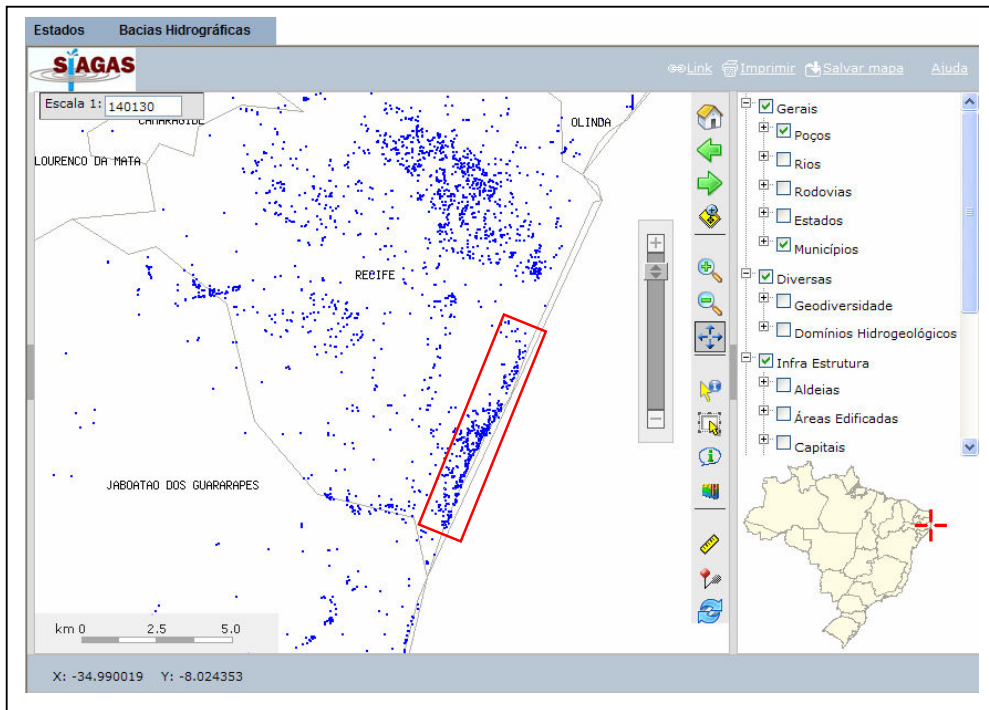 Estados Bacias Hidrográficas
SIAGAS
Link Imprimir Salvar mapa Ajuda
Escala 1: 140130
CAMARAGIBE
OLINDA
LOURENCO DA MATA
RECIFE
JABOATAO DOS GUARARAPES
km 0 2.5 5.0
Gerais
Poços
Rios
Rodovias
Estados
Municípios
Diversas
Geodiversidade
Domínios Hidrogeológicos
Infra Estrutura
Aldeias
Áreas Edificadas
Capitais
X: -34.990019 Y: -8.024353